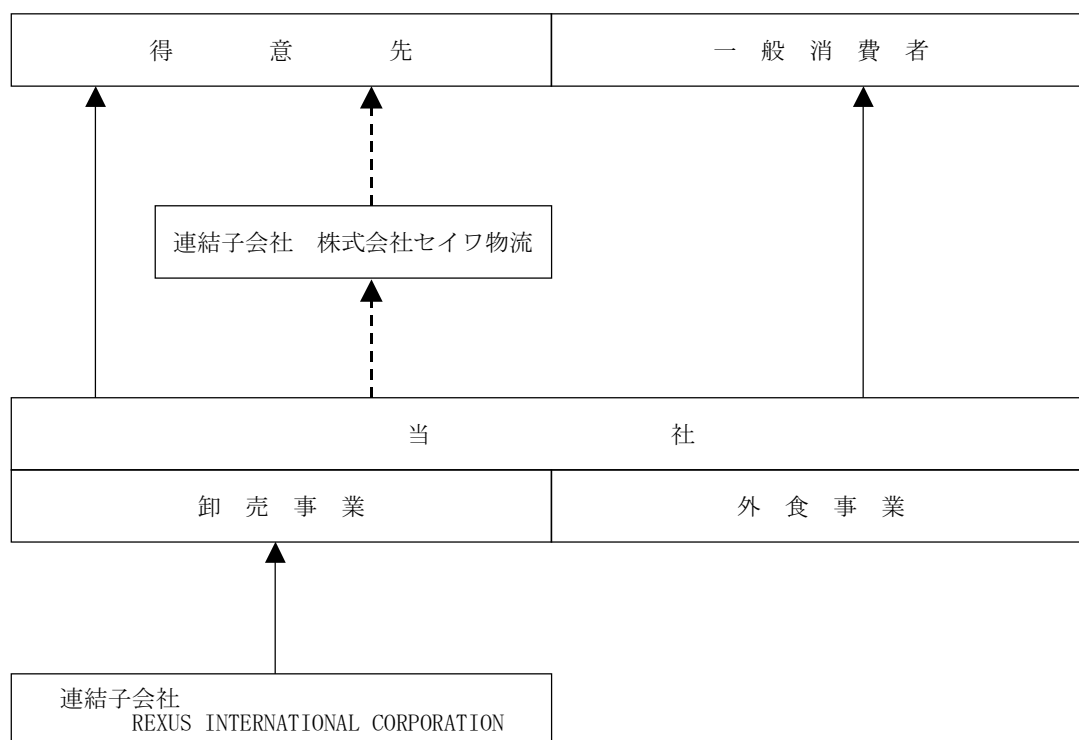 得 意 先
一 般 消 費 者
連結子会社 株式会社セイワ物流
当 社
卸 売 事 業
外 食 事 業
連結子会社
REXUS INTERNATIONAL CORPORATION